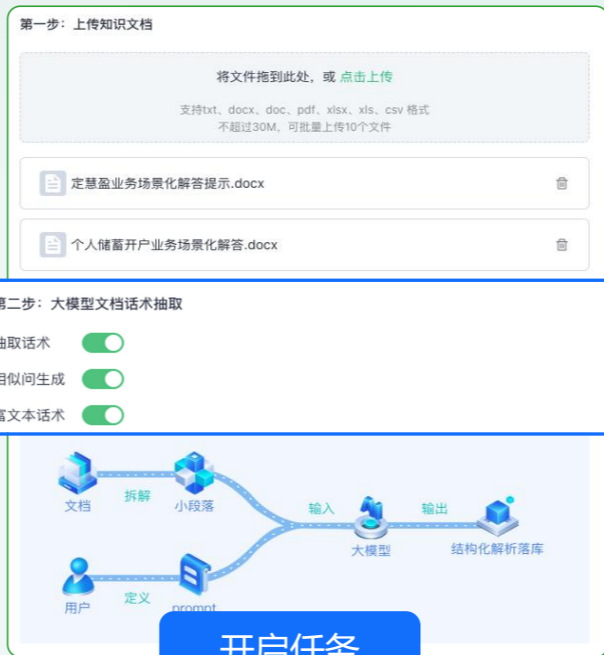 第一步：上传知识文档
将文件拖到此处，或 点击上传
支持txt、docx、doc、pdf、xlsx、xls、csv 格式
不超过30M，可批量上传10个文件
定慧盈业务场景化解答提示.docx
个人储蓄开户业务场景化解答.docx
第二步：大模型文档话术抽取
抽取话术
相似问生成
富文本话术
文档
拆解
小段落
输入
大模型
输出
结构化解析落库
用户
定义
prompt
开启任务